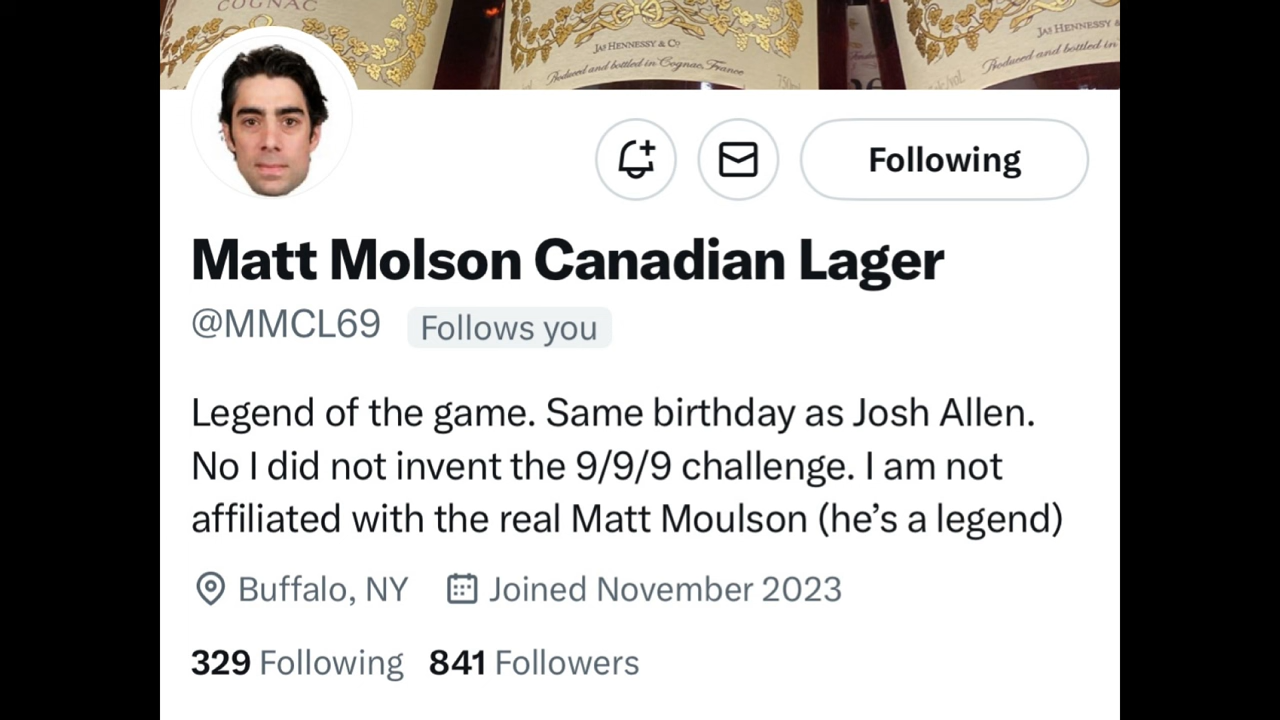 COGNAC
JAS HENNESSY & Co
Produced and bottled in Cognac, France
JAS HENNESSY &
Produced and bottled in
Following
Matt Molson Canadian Lager
@MMCL69 Follows you
Legend of the game. Same birthday as Josh Allen.
No I did not invent the 9/9/9 challenge. I am not
affiliated with the real Matt Moulson (he’s a legend)
Buffalo, NY Joined November 2023
329 Following 841 Followers